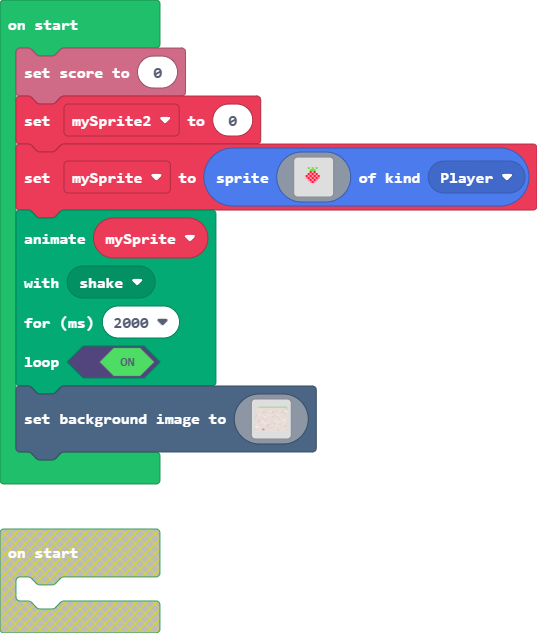 on start
set score to 0
set mySprite2 to 0
set mySprite to sprite of kind Player
animate mySprite
with shake
for (ms) 2000
loop ON
set background image to
on start